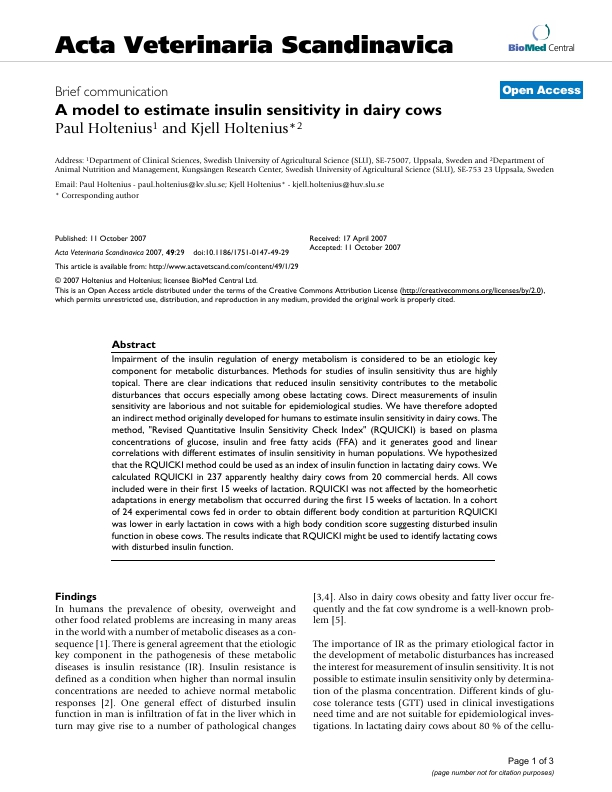 Acta Veterinaria Scandinavica
BioMed Central
Brief communication
Open Access
A model to estimate insulin sensitivity in dairy cows
Paul Holtenius1 and Kjell Holtenius*2
Address: 1Department of Clinical Sciences, Swedish University of Agricultural Science (SLU), SE-75007, Uppsala, Sweden and 2Department of
Animal Nutrition and Management, Kungsängen Research Center, Swedish University of Agricultural Science (SLU), SE-753 23 Uppsala, Sweden
Email: Paul Holtenius - paul.holtenius@kv.slu.se; Kjell Holtenius* - kjell.holtenius@huv.slu.se
* Corresponding author
Published: 11 October 2007
Acta Veterinaria Scandinavica 2007, 49:29 doi:10.1186/1751-0147-49-29
Received: 17 April 2007
Accepted: 11 October 2007
This article is available from: http://www.actavetscand.com/content/49/1/29
© 2007 Holtenius and Holtenius; licensee BioMed Central Ltd.
This is an Open Access article distributed under the terms of the Creative Commons Attribution License (http://creativecommons.org/licenses/by/2.0),
which permits unrestricted use, distribution, and reproduction in any medium, provided the original work is properly cited.
Abstract
Impairment of the insulin regulation of energy metabolism is considered to be an etiologic key
component for metabolic disturbances. Methods for studies of insulin sensitivity thus are highly
topical. There are clear indications that reduced insulin sensitivity contributes to the metabolic
disturbances that occurs especially among obese lactating cows. Direct measurements of insulin
sensitivity are laborious and not suitable for epidemiological studies. We have therefore adopted
an indirect method originally developed for humans to estimate insulin sensitivity in dairy cows. The
method, "Revised Quantitative Insulin Sensitivity Check Index" (RQUICKI) is based on plasma
concentrations of glucose, insulin and free fatty acids (FFA) and it generates good and linear
correlations with different estimates of insulin sensitivity in human populations. We hypothesized
that the RQUICKI method could be used as an index of insulin function in lactating dairy cows. We
calculated RQUICKI in 237 apparently healthy dairy cows from 20 commercial herds. All cows
included were in their first 15 weeks of lactation. RQUICKI was not affected by the homeorhetic
adaptations in energy metabolism that occurred during the first 15 weeks of lactation. In a cohort
of 24 experimental cows fed in order to obtain different body condition at parturition RQUICKI
was lower in early lactation in cows with a high body condition score suggesting disturbed insulin
function in obese cows. The results indicate that RQUICKI might be used to identify lactating cows
with disturbed insulin function.
Findings
In humans the prevalence of obesity, overweight and
other food related problems are increasing in many areas
in the world with a number of metabolic diseases as a con-
sequence [1]. There is general agreement that the etiologic
key component in the pathogenesis of these metabolic
diseases is insulin resistance (IR). Insulin resistance is
defined as a condition when higher than normal insulin
concentrations are needed to achieve normal metabolic
responses [2]. One general effect of disturbed insulin
function in man is infiltration of fat in the liver which in
turn may give rise to a number of pathological changes
[3,4]. Also in dairy cows obesity and fatty liver occur fre-
quently and the fat cow syndrome is a well-known prob-
lem [5].
The importance of IR as the primary etiological factor in
the development of metabolic disturbances has increased
the interest for measurement of insulin sensitivity. It is not
possible to estimate insulin sensitivity only by determina-
tion of the plasma concentration. Different kinds of glu-
cose tolerance tests (GTT) used in clinical investigations
need time and are not suitable for epidemiological inves-
tigations. In lactating dairy cows about 80 % of the cellu-
Page 1 of 3
(page number not for citation purposes)